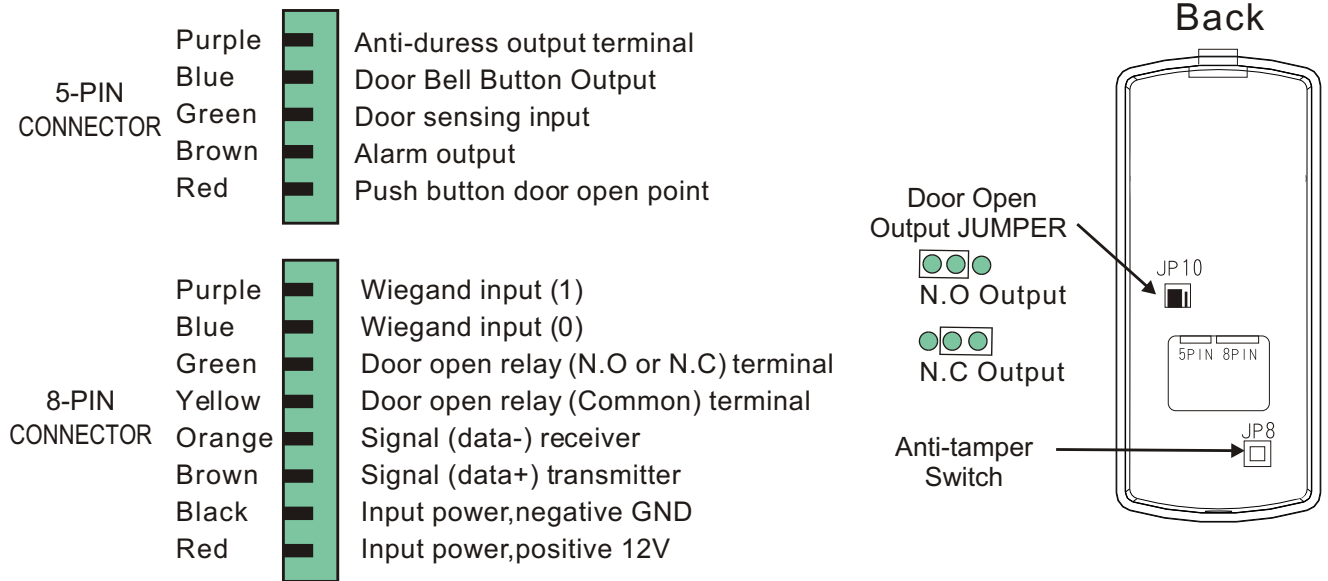 5-PIN
CONNECTOR
Purple Anti-duress output terminal
Blue Door Bell Button Output
Green Door sensing input
Brown Alarm output
Red Push button door open point
8-PIN
CONNECTOR
Purple Wiegand input (1)
Blue Wiegand input (0)
Green Door open relay (N.O or N.C) terminal
Yellow Door open relay (Common) terminal
Orange Signal (data-) receiver
Brown Signal (data+) transmitter
Black Input power,negative GND
Red Input power,positive 12V
Back
Door Open
Output JUMPER
N.O Output
N.C Output
JP10
5PIN 8PIN
JP8
Anti-tamper
Switch